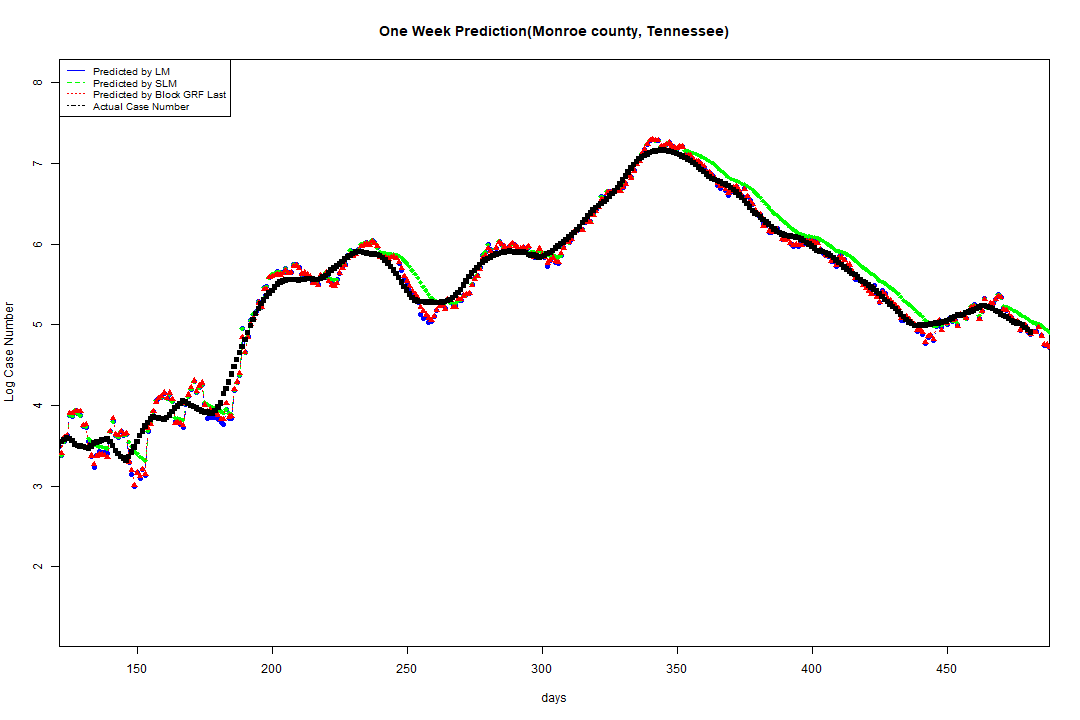 One Week Prediction(Monroe county, Tennessee)
Predicted by LM
Predicted by SLM
Predicted by Block GRF Last
Actual Case Number
8
7
6
5
4
3
2
Log Case Number
150 200 250 300 350 400 450
days